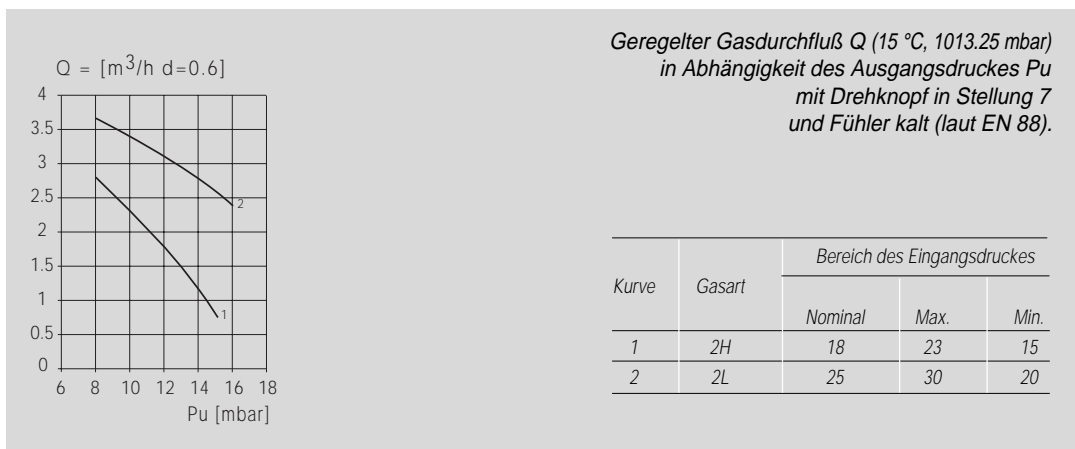 Geregelter Gasdurchfluß Q (15 °C, 1013.25 mbar)
in Abhängigkeit des Ausgangsdruckes Pu
mit Drehknopf in Stellung 7
und Fühler kalt (laut EN 88).
Q = [m3/h d=0.6]
4
3.5
3
2.5
2
1.5
1
0.5
0
2
1
6 8 10 12 14 16 18
Pu [mbar]
Bereich des Eingangsdruckes
Kurve Gasart
Nominal Max. Min.
1 2H 18 23 15
2 2L 25 30 20